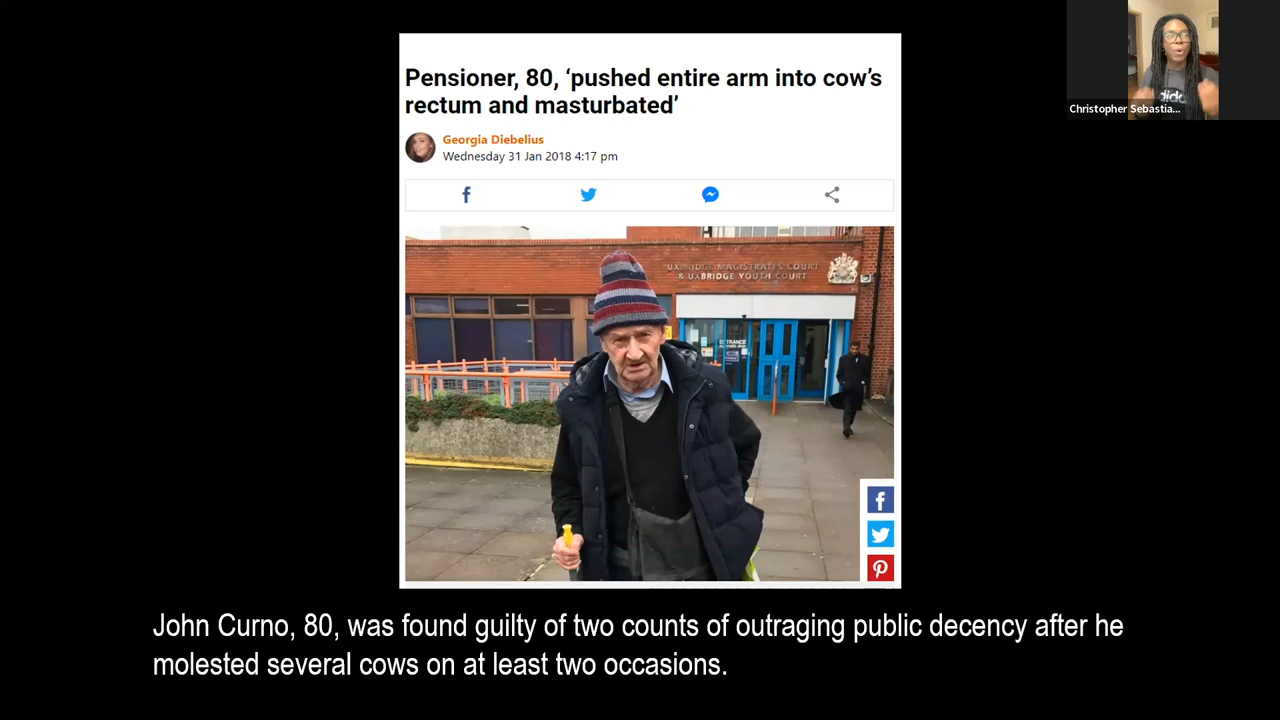 Pensioner, 80, ‘pushed entire arm into cow’s
rectum and masturbated’
Georgia Diebelius
Wednesday 31 Jan 2018 4:17 pm
UXBRIDGE MAGISTRATES COURT
& UXBRIDGE YOUTH COURT
ENTRANCE
Christopher Sebastia...
John Curno, 80, was found guilty of two counts of outraging public decency after he
molested several cows on at least two occasions.